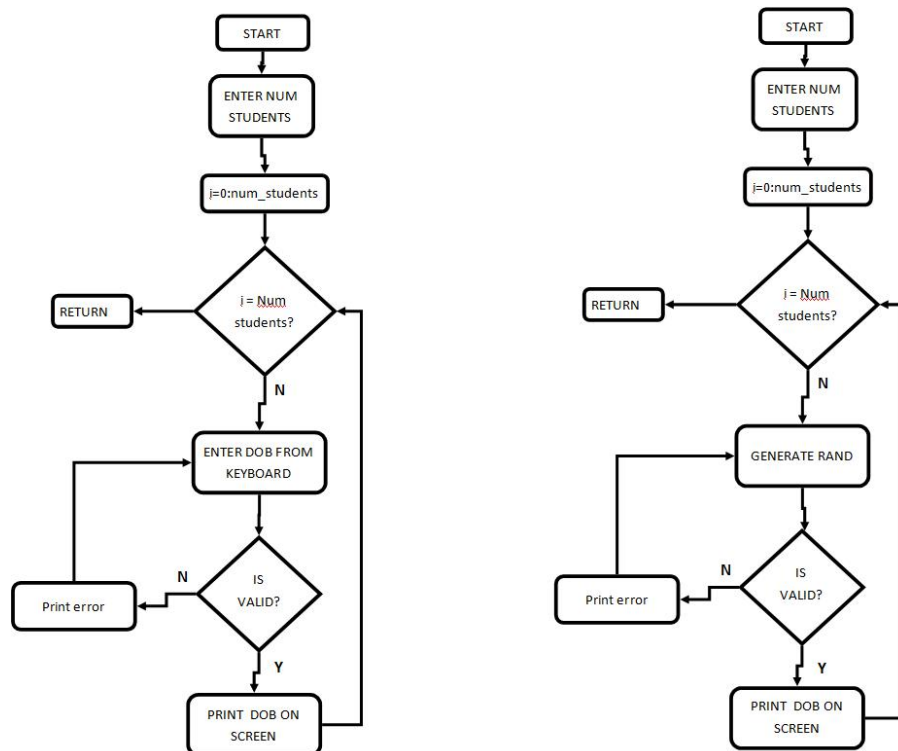 START
ENTER NUM
STUDENTS
i=0:num_students
i = Num
students?
RETURN
N
ENTER DOB FROM
KEYBOARD
IS
VALID?
N
Print error
Y
PRINT DOB ON
SCREEN
START
ENTER NUM
STUDENTS
i=0:num_students
i = Num
students?
RETURN
N
GENERATE RAND
IS
VALID?
N
Print error
Y
PRINT DOB ON
SCREEN